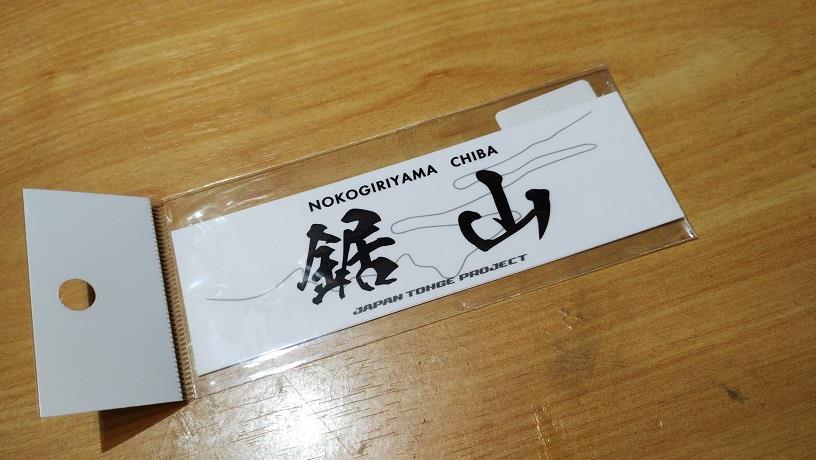 NOKOGIRIYAMA CHIBA
鋸山
JAPAN TOHGE PROJECT